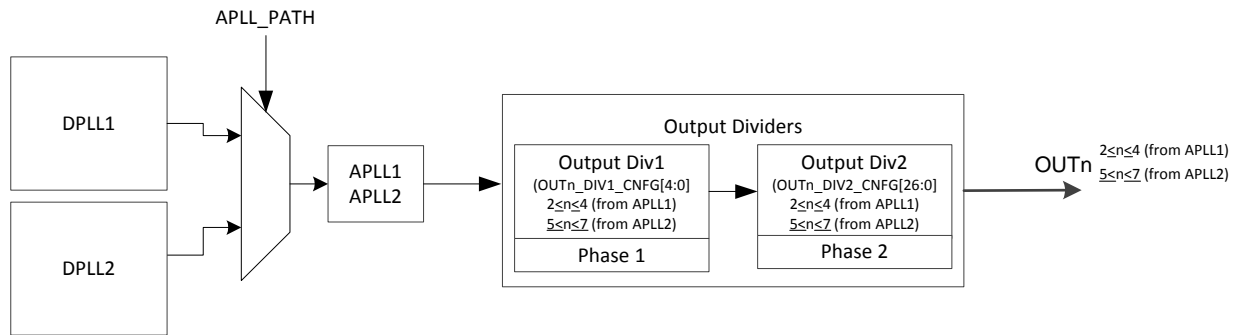 APLL_PATH
DPLL1
DPLL2
APLL1
APLL2
Output Dividers
Output Div1
(OUTn_DIV1_CNFG[4:0]
2≤n≤4 (from APLL1)
5≤n≤7 (from APLL2)
Phase 1
Output Div2
(OUTn_DIV2_CNFG[26:0]
2≤n≤4 (from APLL1)
5≤n≤7 (from APLL2)
Phase 2
OUTn
2≤n≤4 (from APLL1)
5≤n≤7 (from APLL2)